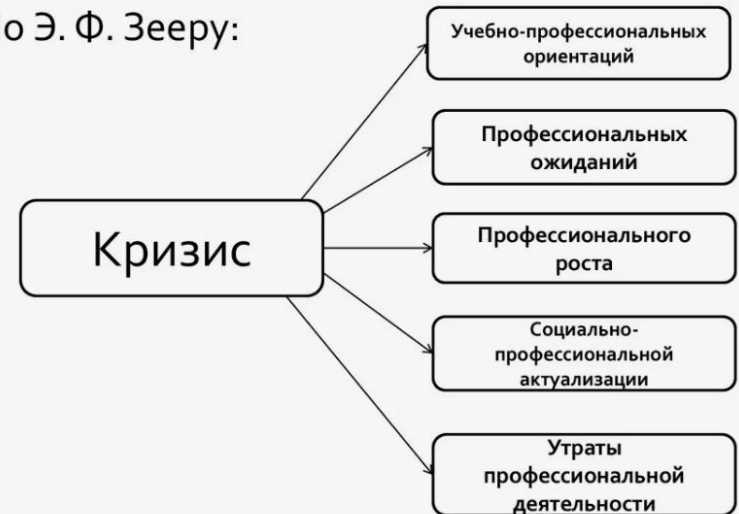 о Э. Ф. Зееру:
Учебно-профессиональных
ориентаций
Профессиональных
ожиданий
Кризис
Профессионального
роста
Социально-
профессиональной
актуализации
Утраты
профессиональной
деятельности